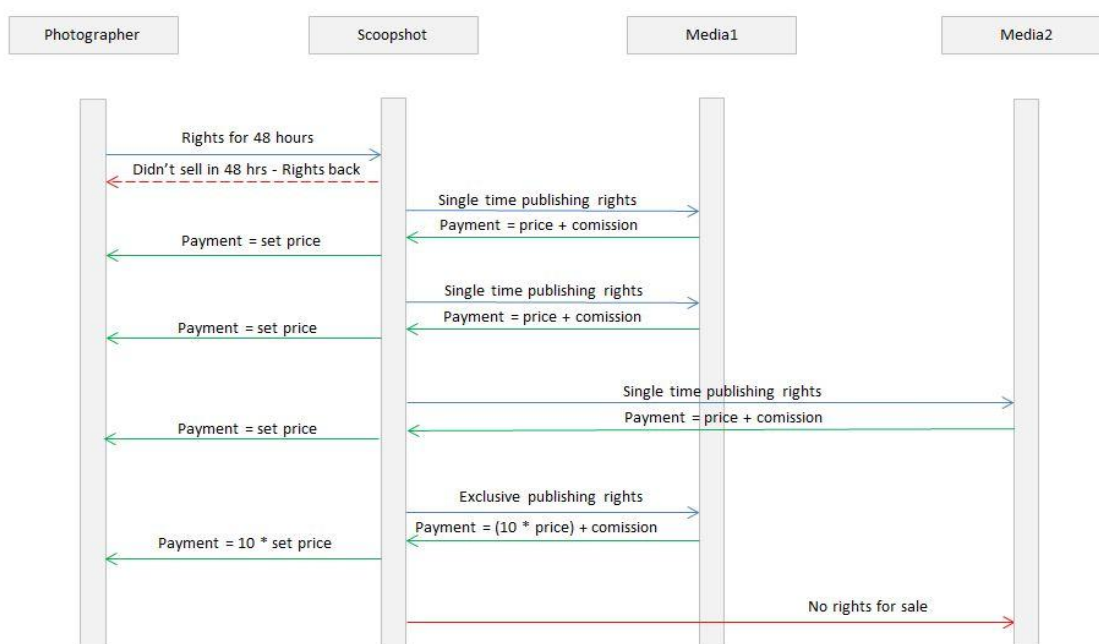 Photographer
Scoopshot
Media1
Media2
Rights for 48 hours
Didn't sell in 48 hrs - Rights back
Single time publishing rights
Payment = price + comission
Payment = set price
Single time publishing rights
Payment = price + comission
Payment = set price
Single time publishing rights
Payment = price + comission
Payment = set price
Exclusive publishing rights
Payment = (10 * price) + comission
Payment = 10 * set price
No rights for sale